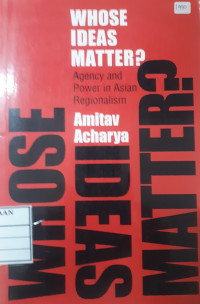 WHOSE
IDEAS
MATTER?
Agency and
Power in Asian
Regionalism
Amitav
Acharya
WHOSE
IDEAS
MATTER?